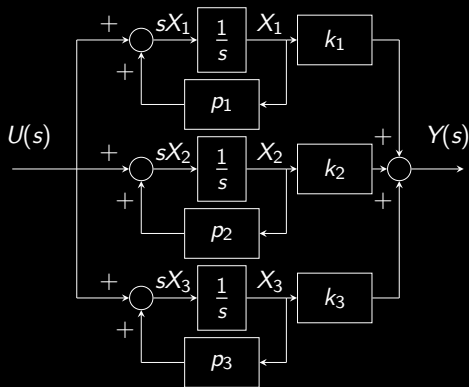 sX₁ 1/s X₁ k₁
+ +
p₁
U(s) Y(s)
sX₂ 1/s X₂ k₂
+ + + +
p₂
sX₃ 1/s X₃ k₃
+ +
p₃